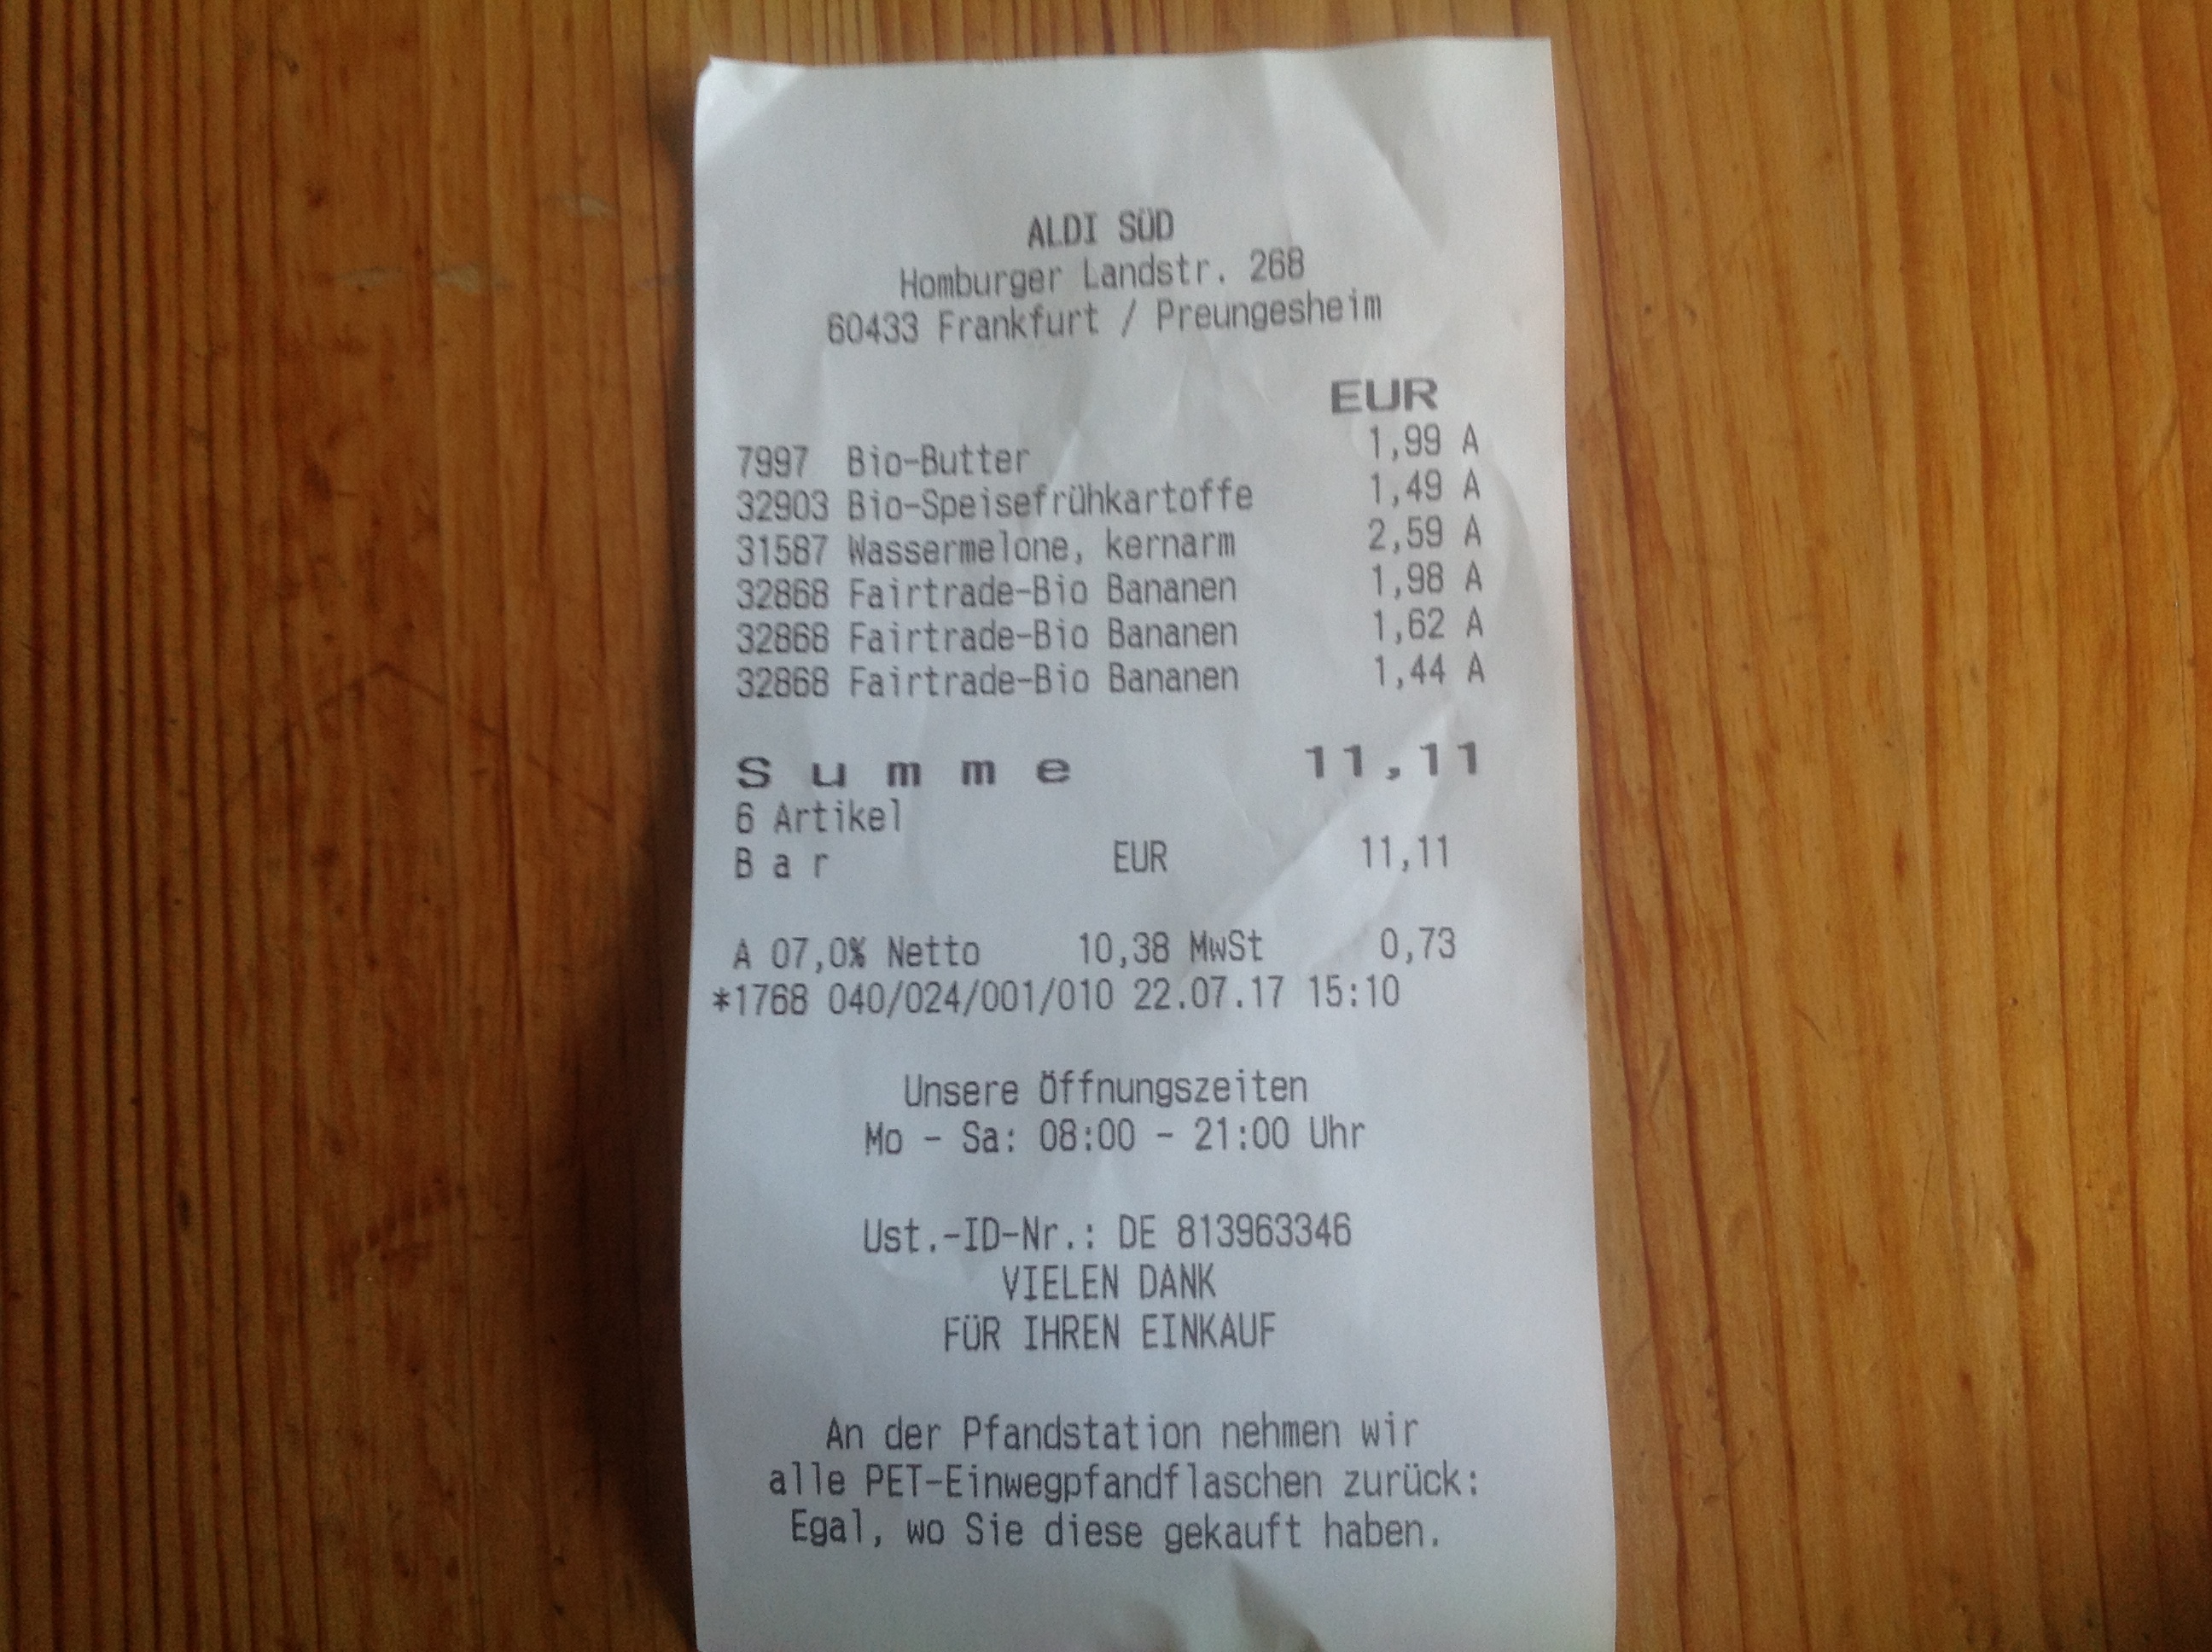 ALDI SÜD
Homburger Landstr. 268
60433 Frankfurt / Preungesheim
EUR
7997 Bio-Butter 1,99 A
32903 Bio-Speisefrühkartoffe 1,49 A
31587 Wassermelone, kernarm 2,59 A
32868 Fairtrade-Bio Bananen 1,98 A
32868 Fairtrade-Bio Bananen 1,62 A
32868 Fairtrade-Bio Bananen 1,44 A
Summe 11,11
6 Artikel
Bar EUR 11,11
A 07,0% Netto 10,38 MwSt 0,73
*1768 040/024/001/010 22.07.17 15:10
Unsere Öffnungszeiten
Mo - Sa: 08:00 - 21:00 Uhr
Ust.-ID-Nr.: DE 813963346
VIELEN DANK
FÜR IHREN EINKAUF
An der Pfandstation nehmen wir
alle PET-Einwegpfandflaschen zurück:
Egal, wo Sie diese gekauft haben.